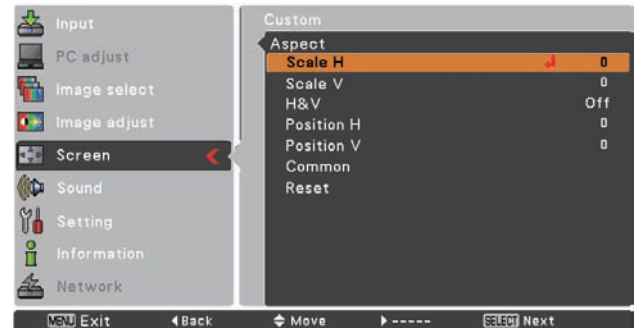 Input
PC adjust
Image select
Image adjust
Screen
Sound
Setting
Information
Network
Custom
Aspect
Scale H 0
Scale V 0
H&V Off
Position H 0
Position V 0
Common
Reset
MENU Exit Back Move ----- SELECT Next